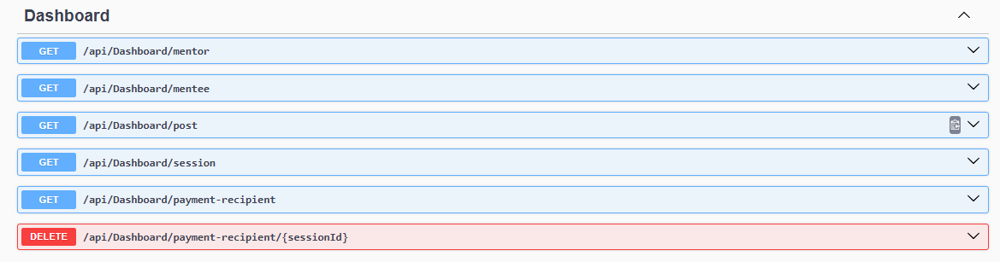 Dashboard
GET /api/Dashboard/mentor
GET /api/Dashboard/mentee
GET /api/Dashboard/post
GET /api/Dashboard/session
GET /api/Dashboard/payment-recipient
DELETE /api/Dashboard/payment-recipient/{sessionId}